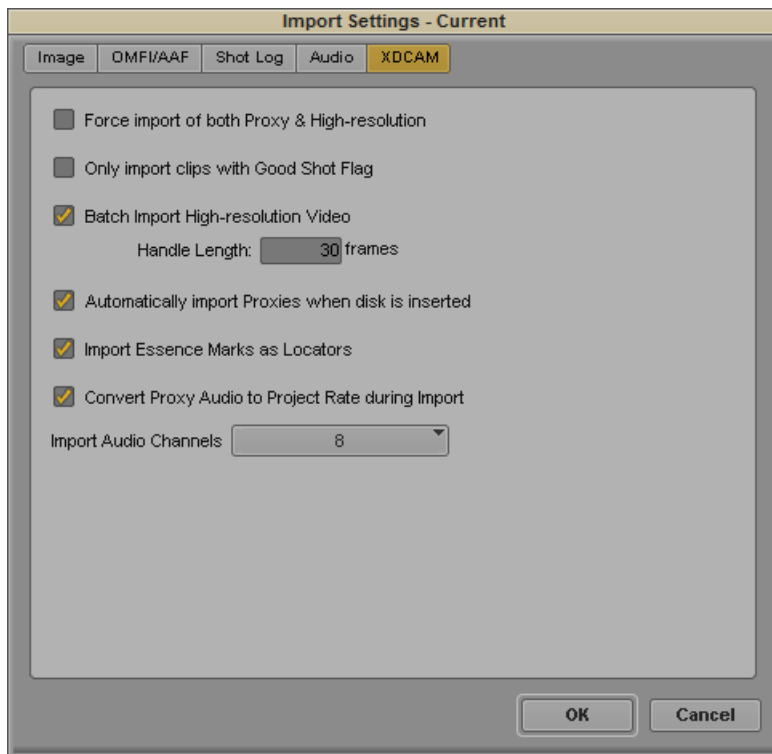 Import Settings - Current
Image OMFI/AAF Shot Log Audio XDCAM
Force import of both Proxy & High-resolution
Only import clips with Good Shot Flag
Batch Import High-resolution Video
Handle Length: 30 frames
Automatically import Proxies when disk is inserted
Import Essence Marks as Locators
Convert Proxy Audio to Project Rate during Import
Import Audio Channels 8
OK Cancel